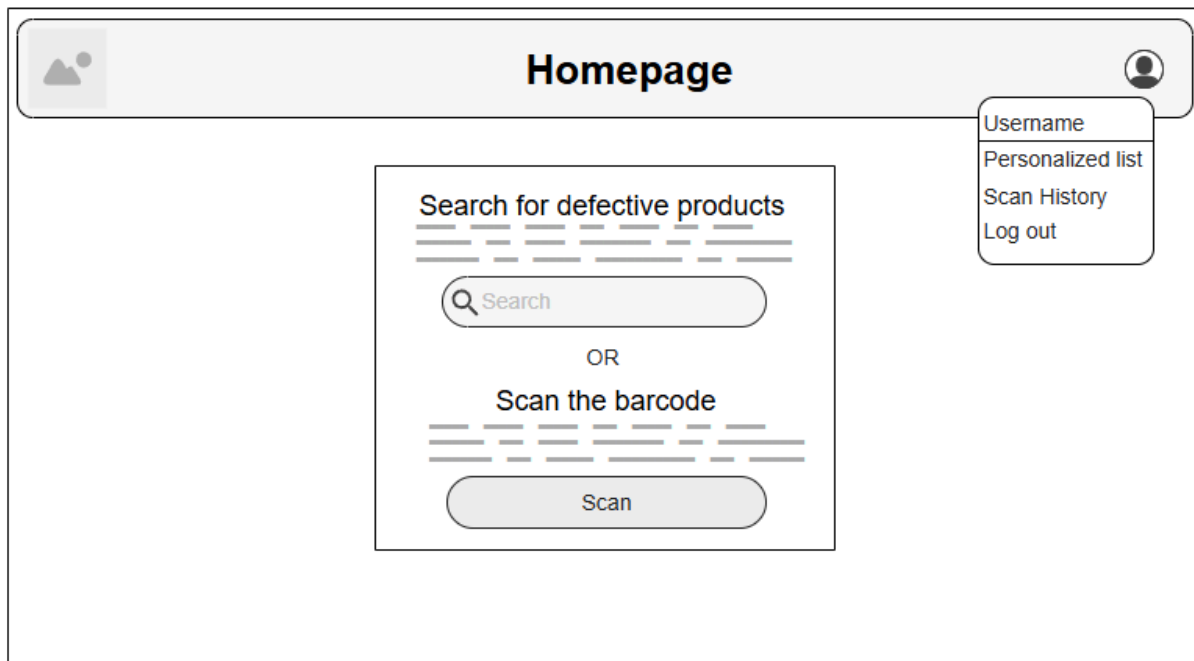 Homepage
Username
Personalized list
Scan History
Log out
Search for defective products
Search
OR
Scan the barcode
Scan